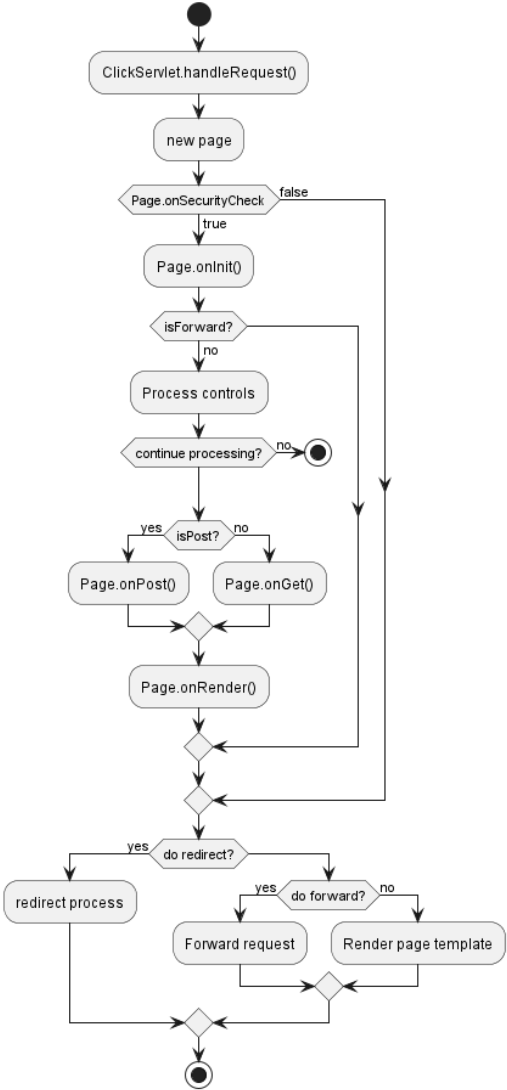 ClickServlet.handleRequest()
new page
Page.onSecurityCheck
false
true
Page.onInit()
isForward?
no
Process controls
continue processing?
no
yes
isPost?
no
Page.onPost()
Page.onGet()
Page.onRender()
yes
do redirect?
redirect process
yes
do forward?
no
Forward request
Render page template